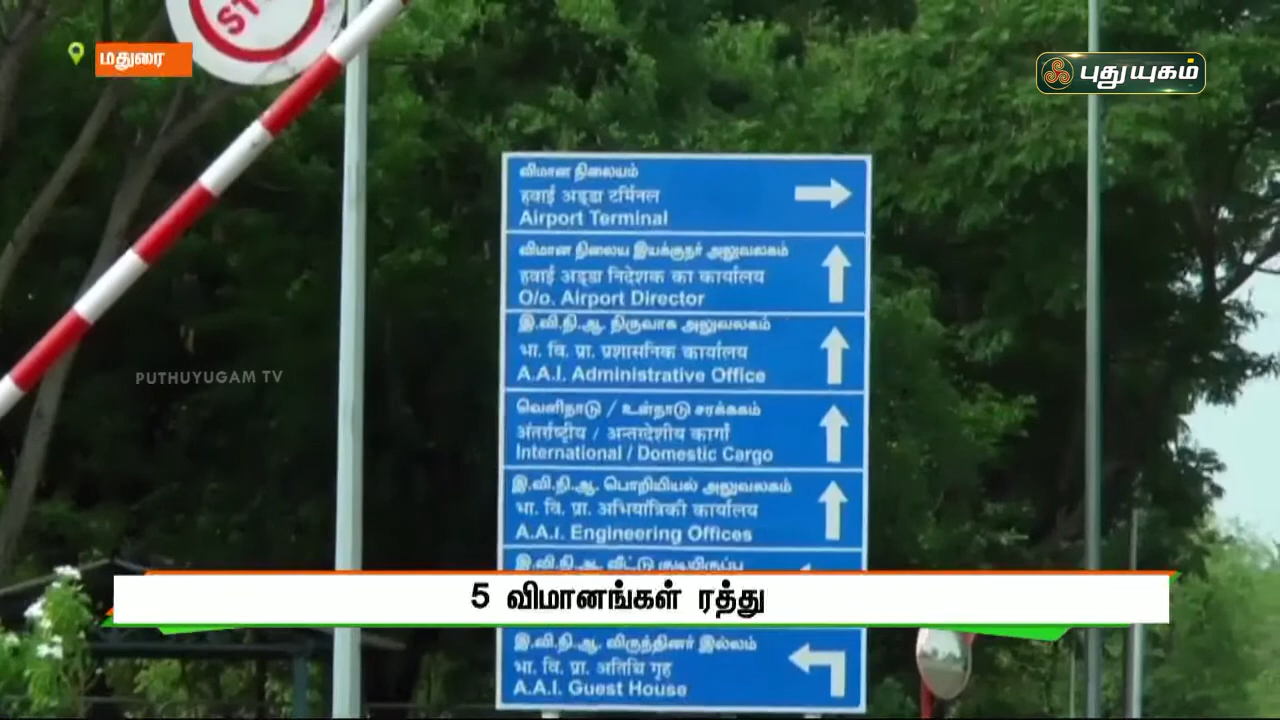 மதுரை
புதுயுகம்
விமான நிலையம்
हवाई अड्डा टर्मिनल
Airport Terminal
விமான நிலைய இயக்குநர் அலுவலகம்
हवाई अड्डा निदेशक का कार्यालय
O/o. Airport Director
இ.வி.நி.ஆ. நிருவாக அலுவலகம்
भा. वि. प्रा. प्रशासनिक कार्यालय
A.A.I. Administrative Office
PUTHUYUGAM TV
வெளிநாடு / உள்நாடு சரக்ககம்
अंतर्राष्ट्रीय / अन्तरदेशीय कार्गो
International / Domestic Cargo
இ.வி.நி.ஆ. பொறியியல் அலுவலகம்
भा. वि. प्रा. अभियांत्रिकी कार्यालय
A.A.I. Engineering Offices
இ.வி.நி.ஆ. வீட்டு குடியிருப்பு
5 விமானங்கள் ரத்து
இ.வி.நி.ஆ. விருந்தினர் இல்லம்
भा. वि. प्रा. अतिथि गृह
A.A.I. Guest House